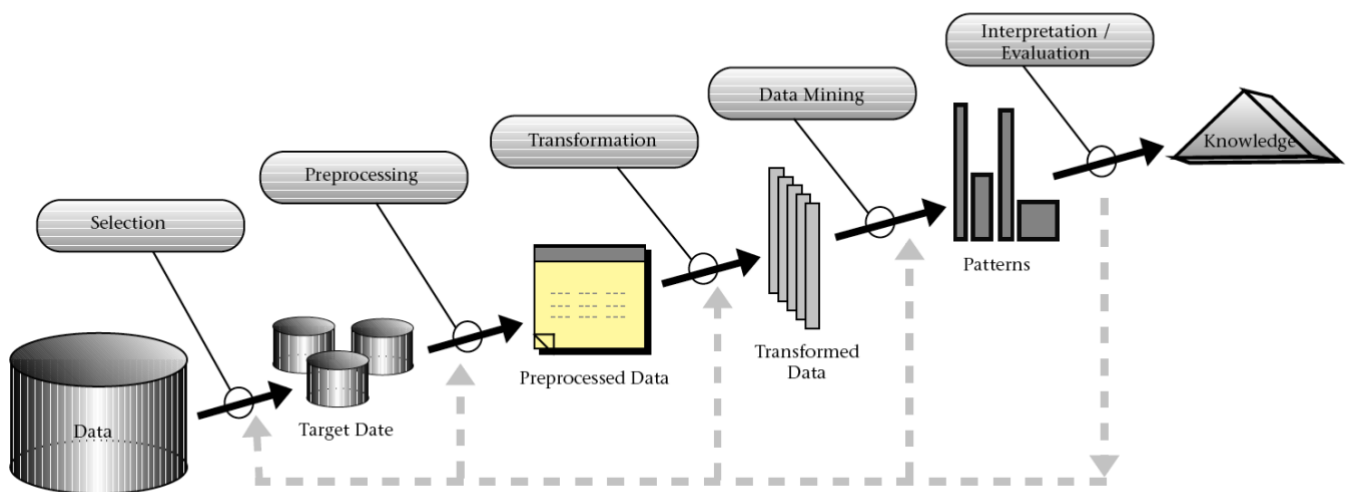 Interpretation /
Evaluation
Data Mining
Knowledge
Transformation
Preprocessing
Selection
Patterns
Transformed
Data
Preprocessed Data
Target Date
Data